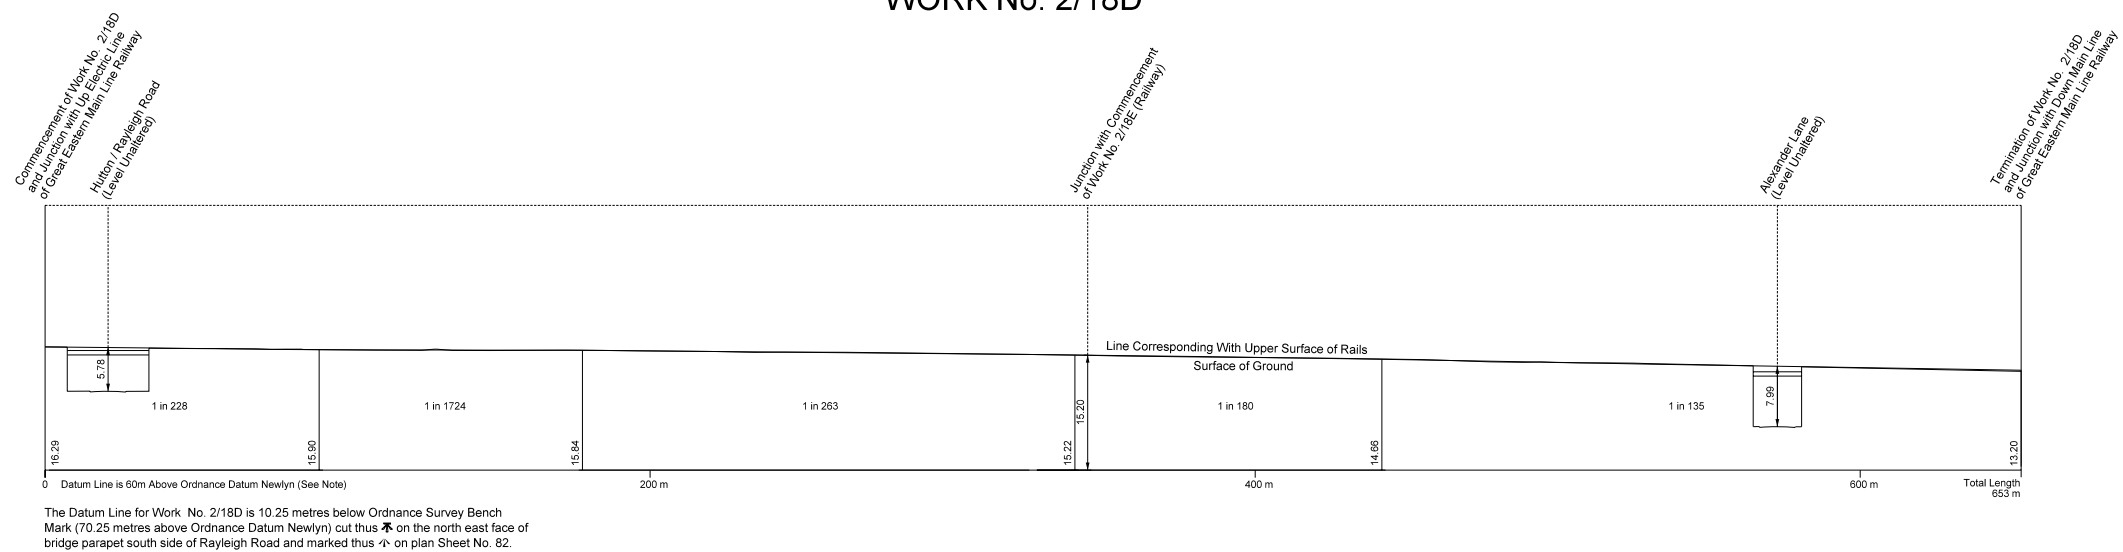 WORK No. 2/18D
Commencement of Work No. 2/18D
and Junction with Up Electric Line
of Great Eastern Main Line Railway
Hutton / Rayleigh Road
(Level Unaltered)
Junction with Commencement
of Work No. 2/18E (Railway)
Alexander Lane
(Level Unaltered)
Termination of Work No. 2/18D
and Junction with Down Main Line
of Great Eastern Main Line Railway
Line Corresponding With Upper Surface of Rails
Surface of Ground
5.78
7.99
1 in 228
1 in 1724
1 in 263
15.20
1 in 180
1 in 135
16.29
15.90
15.84
15.22
14.66
13.20
0
Datum Line is 60m Above Ordnance Datum Newlyn (See Note)
200 m
400 m
600 m
Total Length
653 m
The Datum Line for Work No. 2/18D is 10.25 metres below Ordnance Survey Bench
Mark (70.25 metres above Ordnance Datum Newlyn) cut thus on the north east face of
bridge parapet south side of Rayleigh Road and marked thus on plan Sheet No. 82.